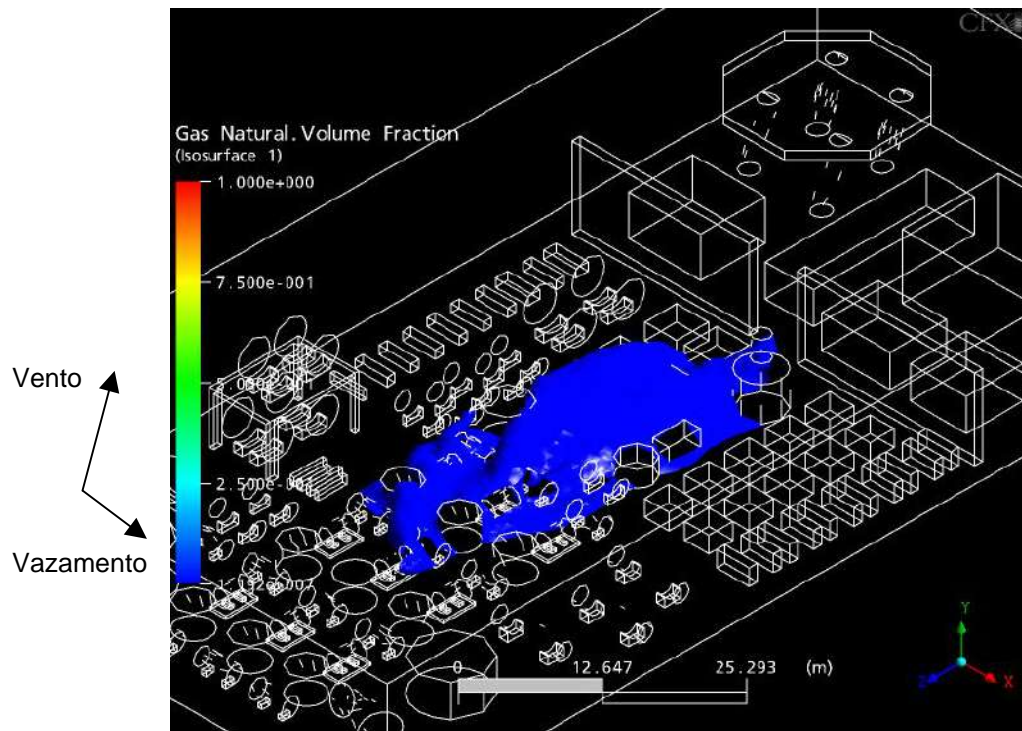 CFX
Gas Natural.Volume Fraction
(Isosurface 1)
1.000e+000
7.500e-001
2.500e-001
Vento
Vazamento
0
12.647
25.293
(m)
Y
Z
X